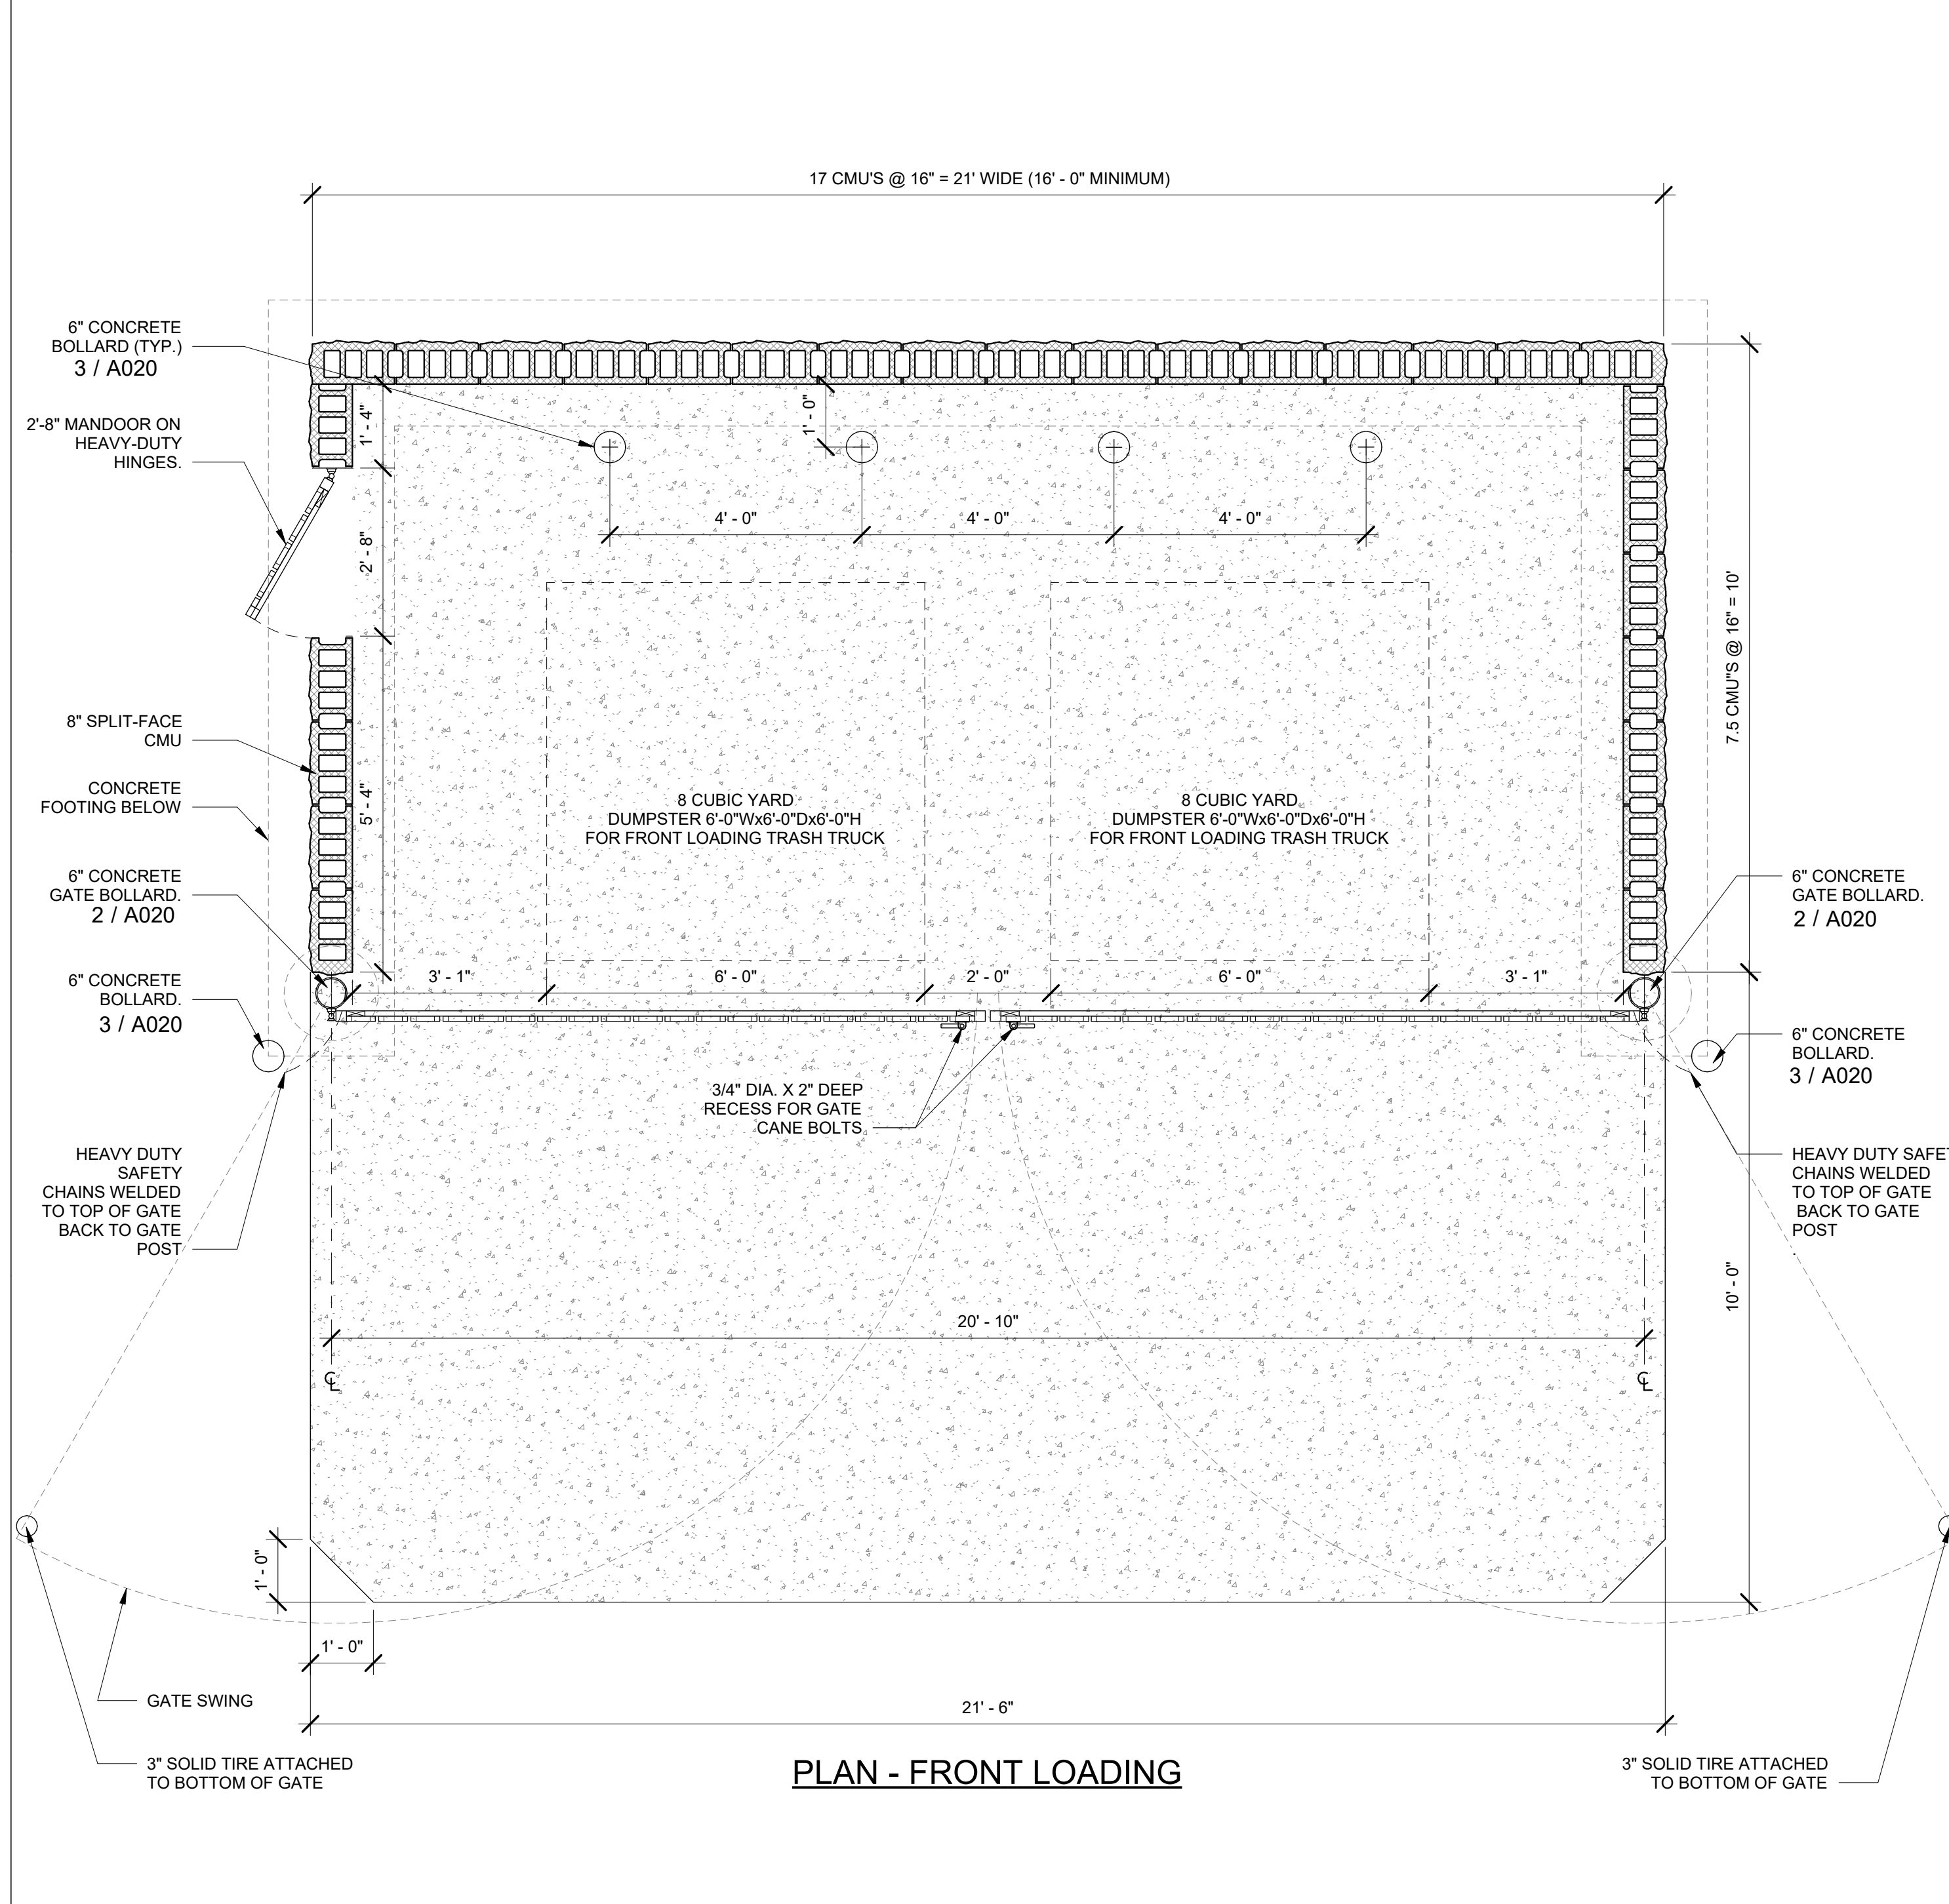 17 CMU'S @ 16" = 21' WIDE (16' - 0" MINIMUM)
6" CONCRETE
BOLLARD (TYP.)
3 / A020
2'-8" MANDOOR ON
HEAVY-DUTY
HINGES.
8" SPLIT-FACE
CMU
CONCRETE
FOOTING BELOW
6" CONCRETE
GATE BOLLARD.
2 / A020
6" CONCRETE
BOLLARD.
3 / A020
HEAVY DUTY
SAFETY
CHAINS WELDED
TO TOP OF GATE
BACK TO GATE
POST
1' - 4"
2' - 8"
5' - 4"
1' - 0"
4' - 0"
4' - 0"
4' - 0"
8 CUBIC YARD
DUMPSTER 6'-0"Wx6'-0"Dx6'-0"H
FOR FRONT LOADING TRASH TRUCK
8 CUBIC YARD
DUMPSTER 6'-0"Wx6'-0"Dx6'-0"H
FOR FRONT LOADING TRASH TRUCK
3' - 1"
6' - 0"
2' - 0"
6' - 0"
3' - 1"
3/4" DIA. X 2" DEEP
RECESS FOR GATE
CANE BOLTS
7.5 CMU"S @ 16" = 10'
6" CONCRETE
GATE BOLLARD.
2 / A020
6" CONCRETE
BOLLARD.
3 / A020
HEAVY DUTY SAFE
CHAINS WELDED
TO TOP OF GATE
BACK TO GATE
POST
.
10' - 0"
20' - 10"
℄
℄
1' - 0"
1' - 0"
GATE SWING
21' - 6"
3" SOLID TIRE ATTACHED
TO BOTTOM OF GATE
PLAN - FRONT LOADING
3" SOLID TIRE ATTACHED
TO BOTTOM OF GATE